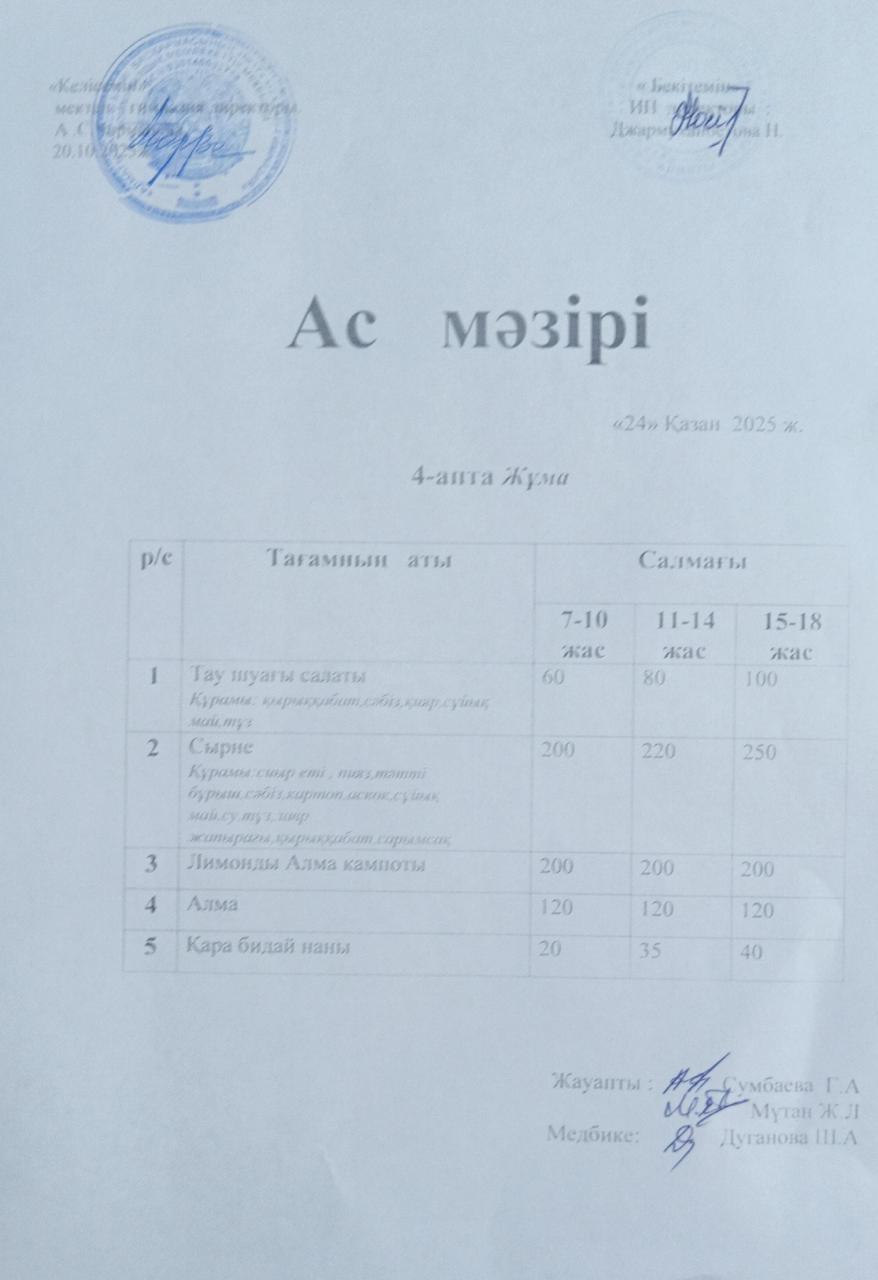 «Келісемін»
« Бекітемін»
мектеп- гимназия директоры
ИП директоры :
А .С
Н.
20.10.2025ж
Ас мәзірі
«24» Қазан 2025 ж.
4-апта Жұма
р/с Тағамнын аты Салмағы
7-10 жас 11-14 жас 15-18 жас
1 Тау шуағы салаты 60 80 100
Құрамы: қырыққабат,сәбіз,қияр,сұйық
май,тұз
2 Сырне 200 220 250
Құрамы:сиыр еті , пияз,тәтті
бұрыш,сәбіз,картоп,аскөк,сұйық
май,су,тұз,лавр
жапырағы,қырыққабат,сарымсақ
3 Лимонды Алма кампоты 200 200 200
4 Алма 120 120 120
5 Қара бидай наны 20 35 40
Жауапты : Сумбаева Г.А
Мұтан Ж.Л
Медбике: Дуганова Ш.А